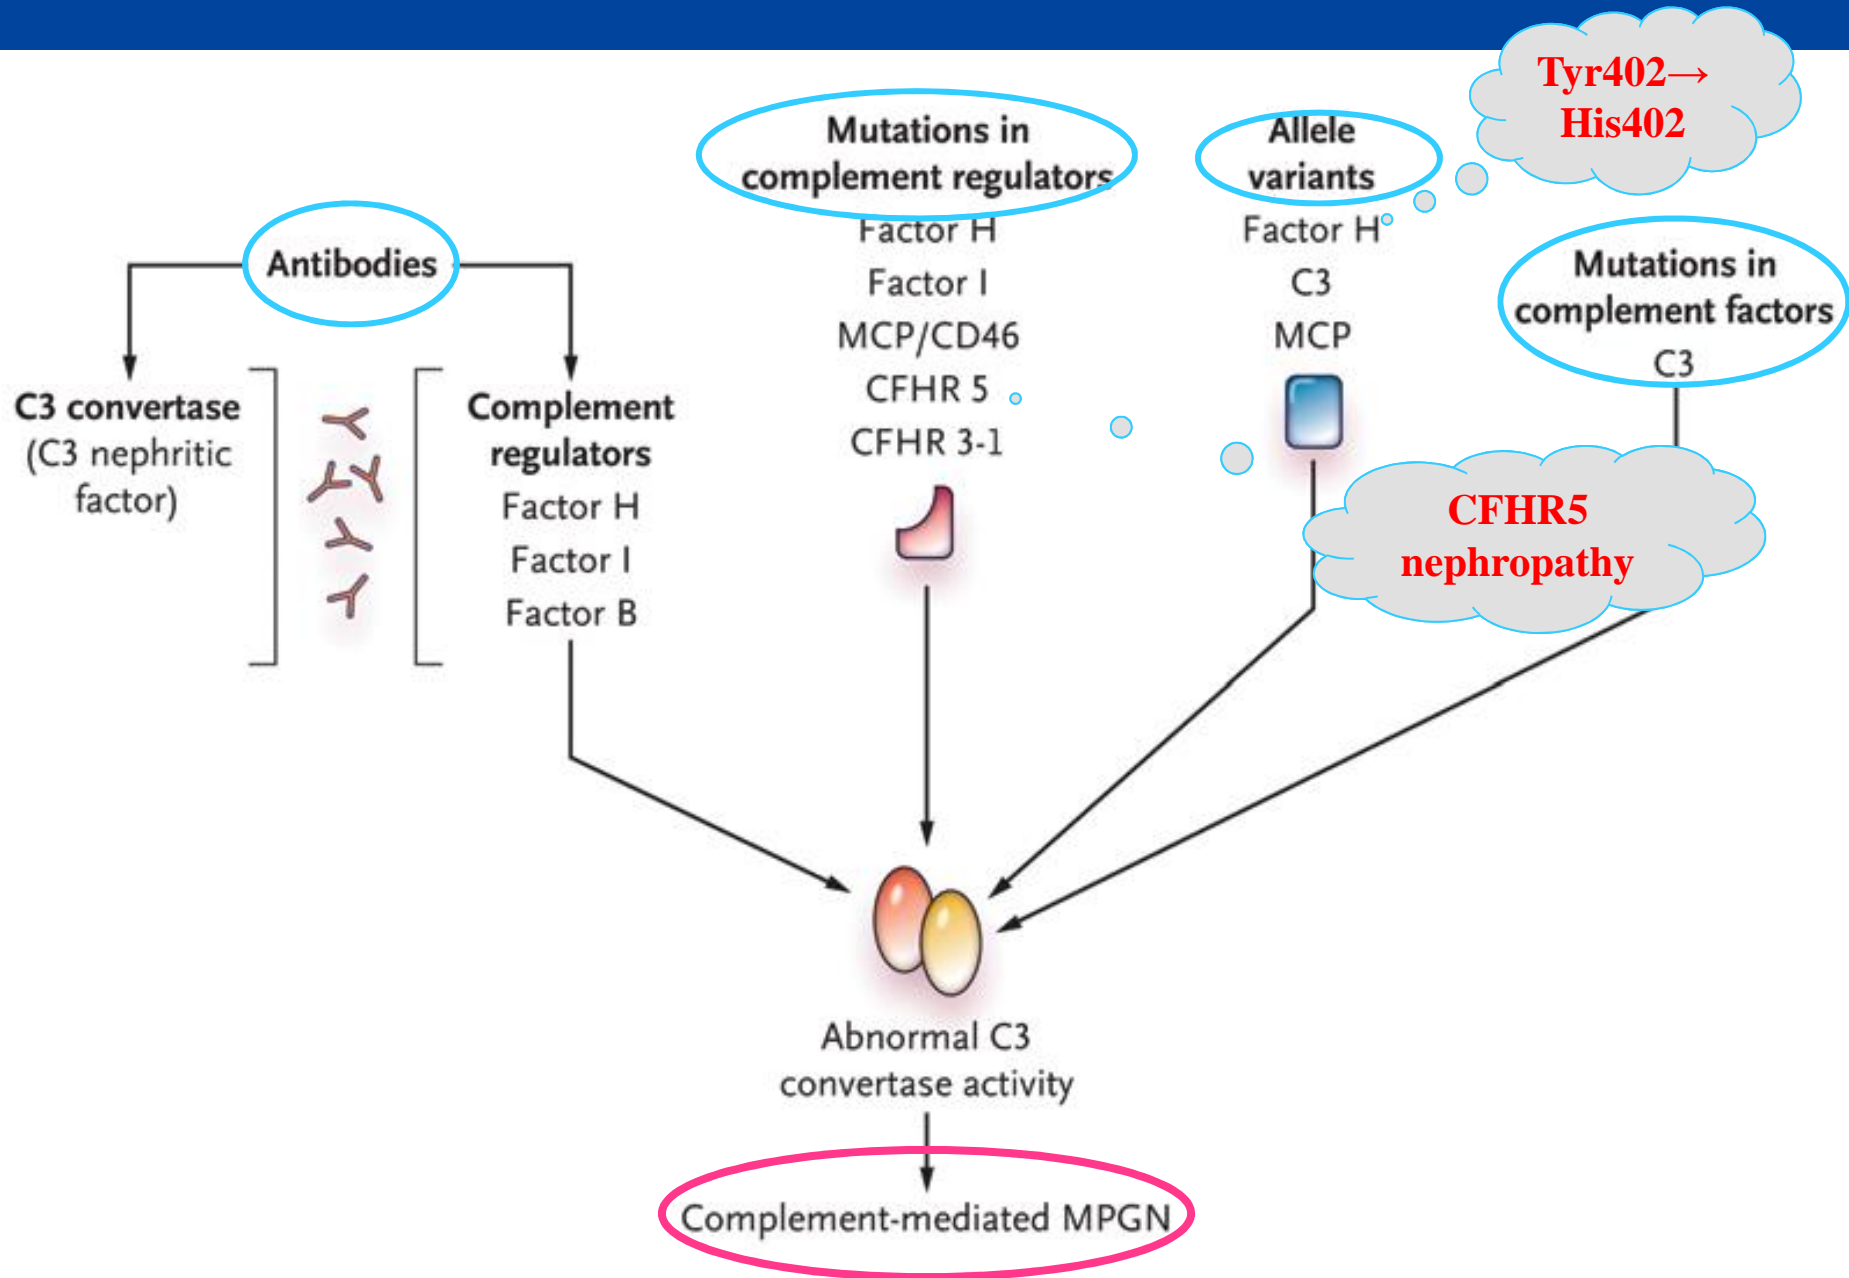 Tyr402→
His402
Mutations in
complement regulators
Factor H
Factor I
MCP/CD46
CFHR 5
CFHR 3-1
Allele
variants
Factor H
C3
MCP
Mutations in
complement factors
C3
Antibodies
C3 convertase
(C3 nephritic
factor)
Complement
regulators
Factor H
Factor I
Factor B
CFHR5
nephropathy
Abnormal C3
convertase activity
Complement-mediated MPGN